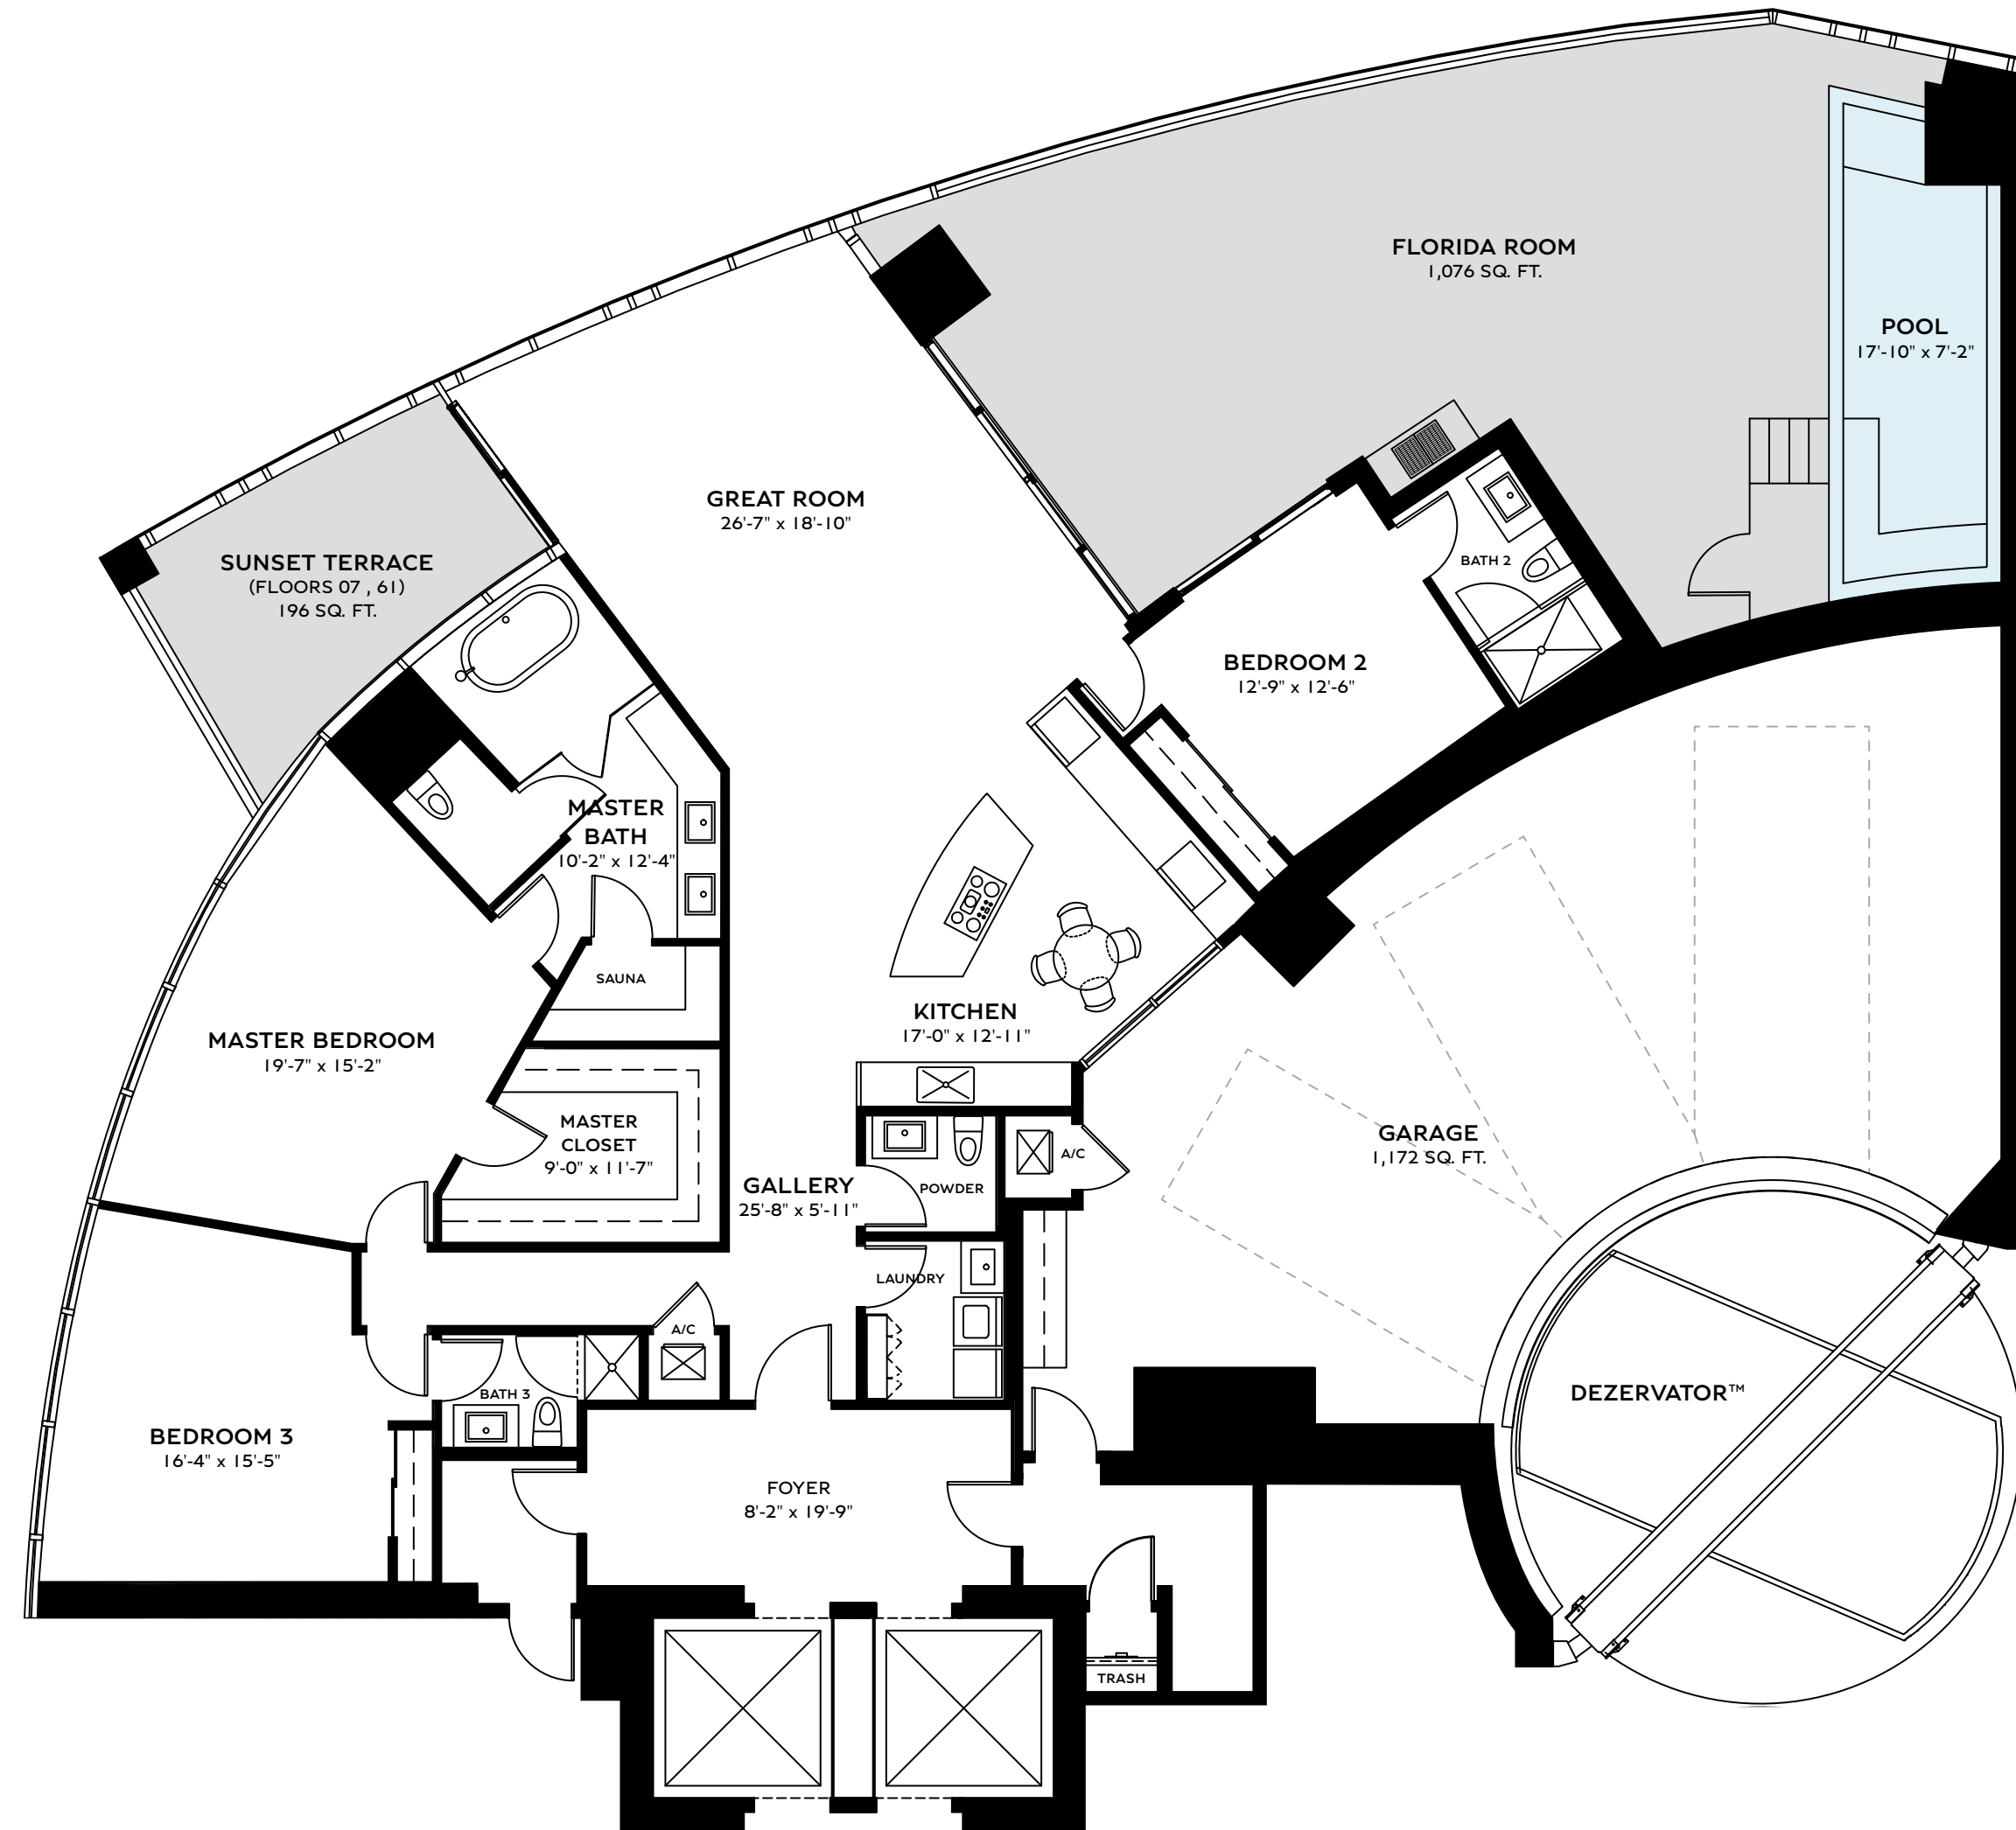 FLORIDA ROOM
1,076 SQ. FT.
POOL
17'-10" x 7'-2"
GREAT ROOM
26'-7" x 18'-10"
SUNSET TERRACE
(FLOORS 07 , 61)
196 SQ. FT.
BATH 2
BEDROOM 2
12'-9" x 12'-6"
MASTER
BATH
10'-2" x 12'-4"
SAUNA
KITCHEN
17'-0" x 12'-11"
MASTER BEDROOM
19'-7" x 15'-2"
MASTER
CLOSET
9'-0" x 11'-7"
GARAGE
1,172 SQ. FT.
A/C
POWDER
GALLERY
25'-8" x 5'-11"
LAUNDRY
A/C
BATH 3
DEZERVATOR™
BEDROOM 3
16'-4" x 15'-5"
FOYER
8'-2" x 19'-9"
TRASH